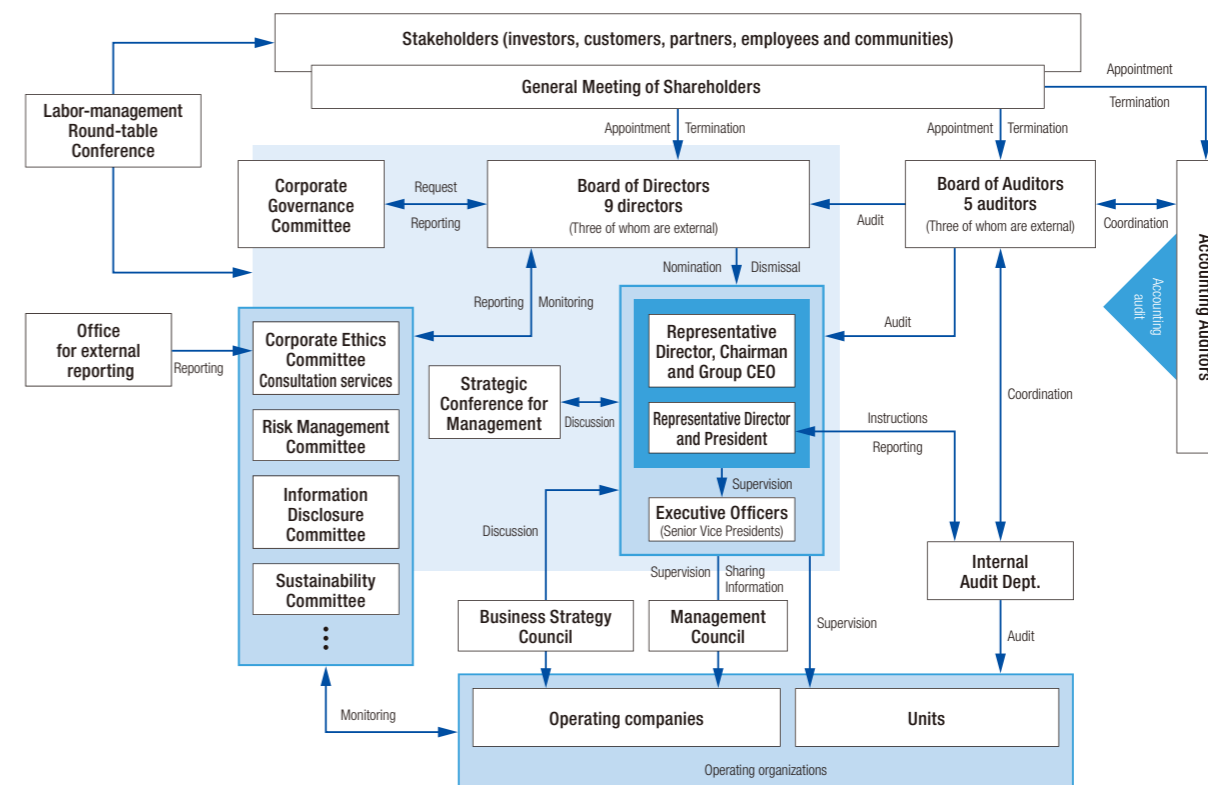 Stakeholders (investors, customers, partners, employees and communities)
General Meeting of Shareholders
Appointment
Termination
Labor-management
Round-table
Conference
Appointment
Termination
Appointment
Termination
Corporate
Governance
Committee
Request
Reporting
Board of Directors
9 directors
(Three of whom are external)
Audit
Board of Auditors
5 auditors
(Three of whom are external)
Coordination
Accounting Auditors
Accounting
audit
Nomination
Dismissal
Reporting
Monitoring
Office
for external
reporting
Reporting
Corporate Ethics
Committee
Consultation services
Risk Management
Committee
Information
Disclosure
Committee
Sustainability
Committee
Strategic
Conference for
Management
Discussion
Representative
Director, Chairman
and Group CEO
Representative Director
and President
Audit
Instructions
Reporting
Coordination
Supervision
Executive Officers
(Senior Vice Presidents)
Discussion
Supervision
Sharing
Information
Internal
Audit Dept.
Business Strategy
Council
Management
Council
Supervision
Audit
Monitoring
Operating companies
Units
Operating organizations